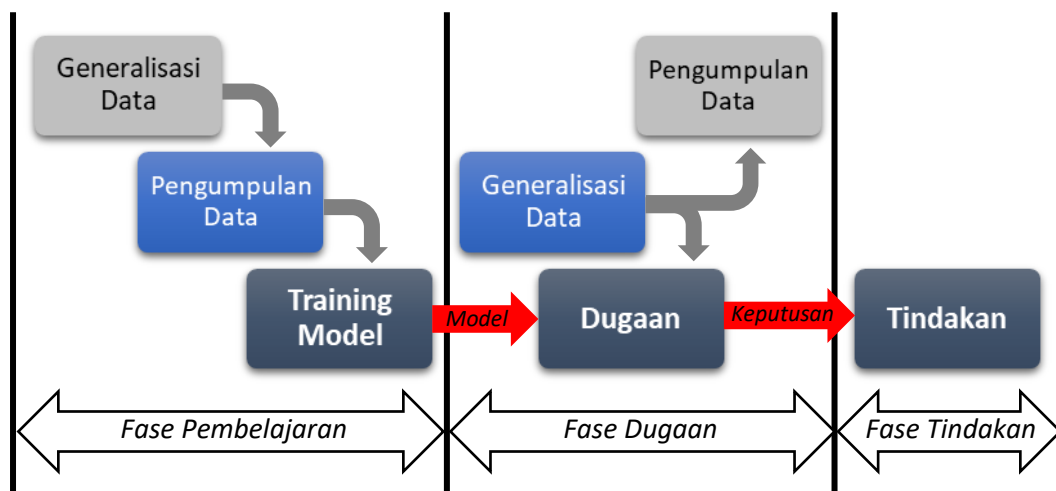 Generalisasi
Data
Pengumpulan
Data
Training
Model
Model
Generalisasi
Data
Pengumpulan
Data
Dugaan
Keputusan
Tindakan
Fase Pembelajaran
Fase Dugaan
Fase Tindakan